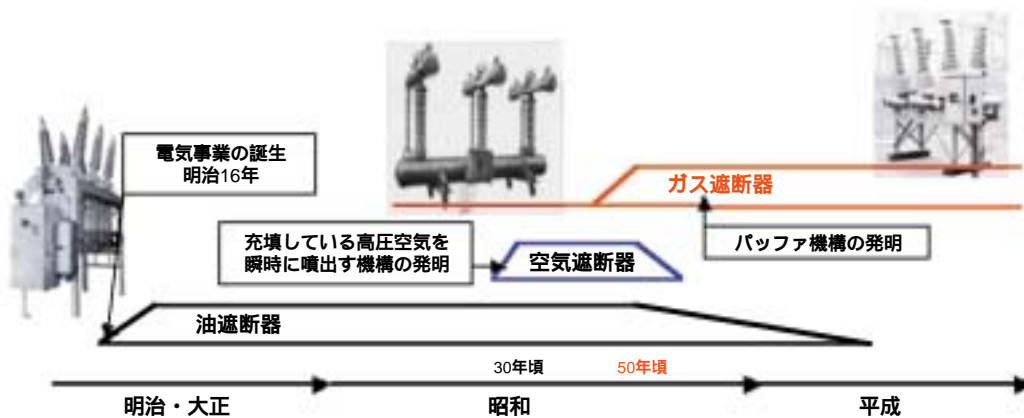 電気事業の誕生
明治16年
ガス遮断器
充填している高圧空気を
瞬時に噴出す機構の発明
空気遮断器
パッファ機構の発明
油遮断器
30年頃
50年頃
明治・大正
昭和
平成